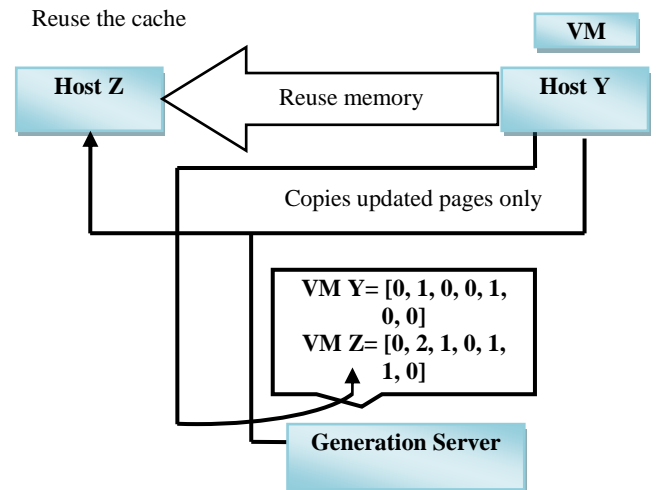 Reuse the cache
VM
Host Z
Reuse memory
Host Y
Copies updated pages only
VM Y= [0, 1, 0, 0, 1,
0, 0]
VM Z= [0, 2, 1, 0, 1,
1, 0]
Generation Server